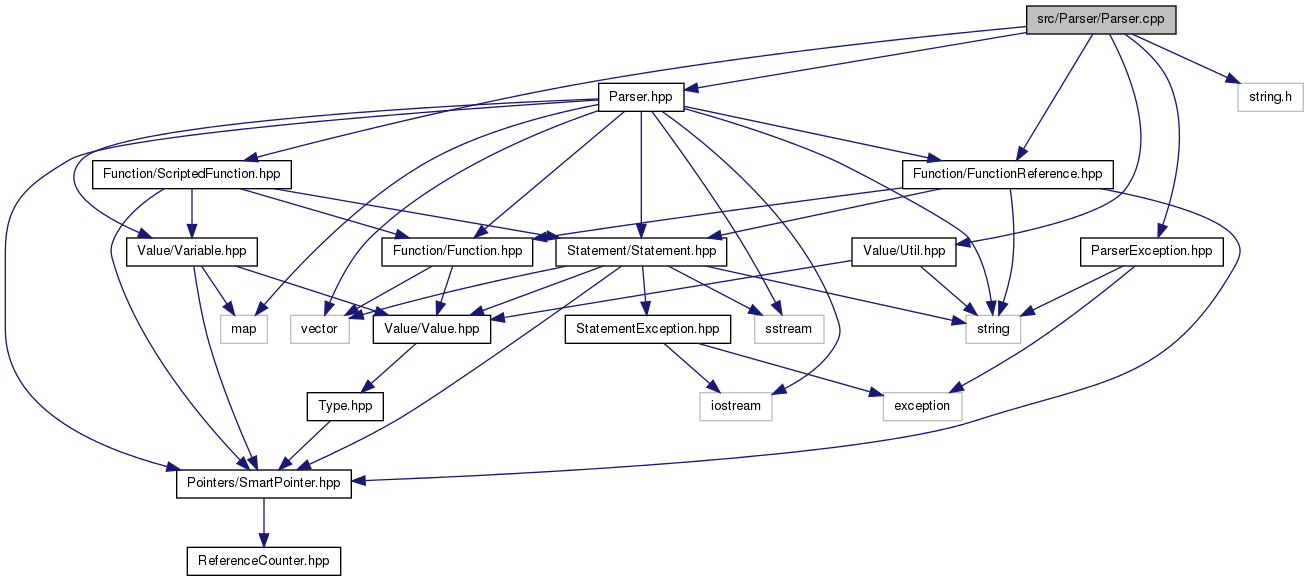 src/Parser/Parser.cpp
Parser.hpp
string.h
Function/ScriptedFunction.hpp
Function/FunctionReference.hpp
Value/Variable.hpp
Function/Function.hpp
Statement/Statement.hpp
Value/Util.hpp
ParserException.hpp
map
vector
Value/Value.hpp
StatementException.hpp
sstream
string
Type.hpp
iostream
exception
Pointers/SmartPointer.hpp
ReferenceCounter.hpp